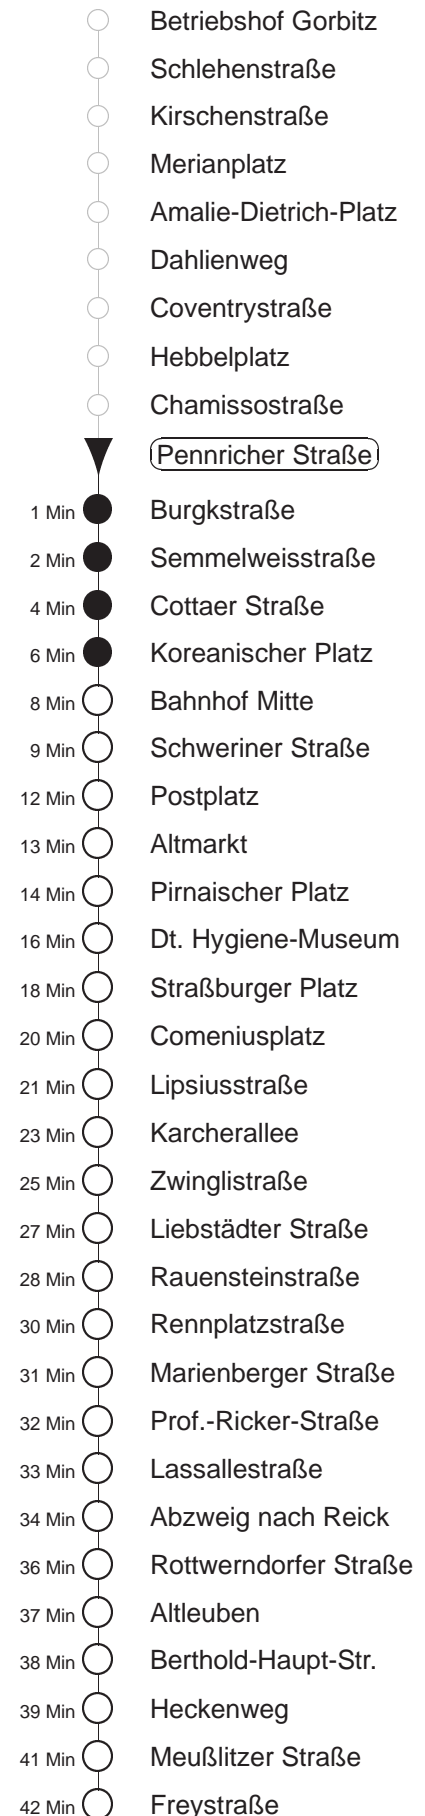 Betriebshof Gorbitz
Schlehenstraße
Kirschenstraße
Merianplatz
Amalie-Dietrich-Platz
Dahlienweg
Coventrystraße
Hebbelplatz
Chamissostraße
Pennricher Straße
1 Min Burgkstraße
2 Min Semmelweisstraße
4 Min Cottaer Straße
6 Min Koreanischer Platz
8 Min Bahnhof Mitte
9 Min Schweriner Straße
12 Min Postplatz
13 Min Altmarkt
14 Min Pirnaischer Platz
16 Min Dt. Hygiene-Museum
18 Min Straßburger Platz
20 Min Comeniusplatz
21 Min Lipsiusstraße
23 Min Karcherallee
25 Min Zwinglistraße
27 Min Liebstädter Straße
28 Min Rauensteinstraße
30 Min Rennplatzstraße
31 Min Marienberger Straße
32 Min Prof.-Ricker-Straße
33 Min Lassallestraße
34 Min Abzweig nach Reick
36 Min Rottwerndorfer Straße
37 Min Altleuben
38 Min Berthold-Haupt-Str.
39 Min Heckenweg
41 Min Meußlitzer Straße
42 Min Freystraße